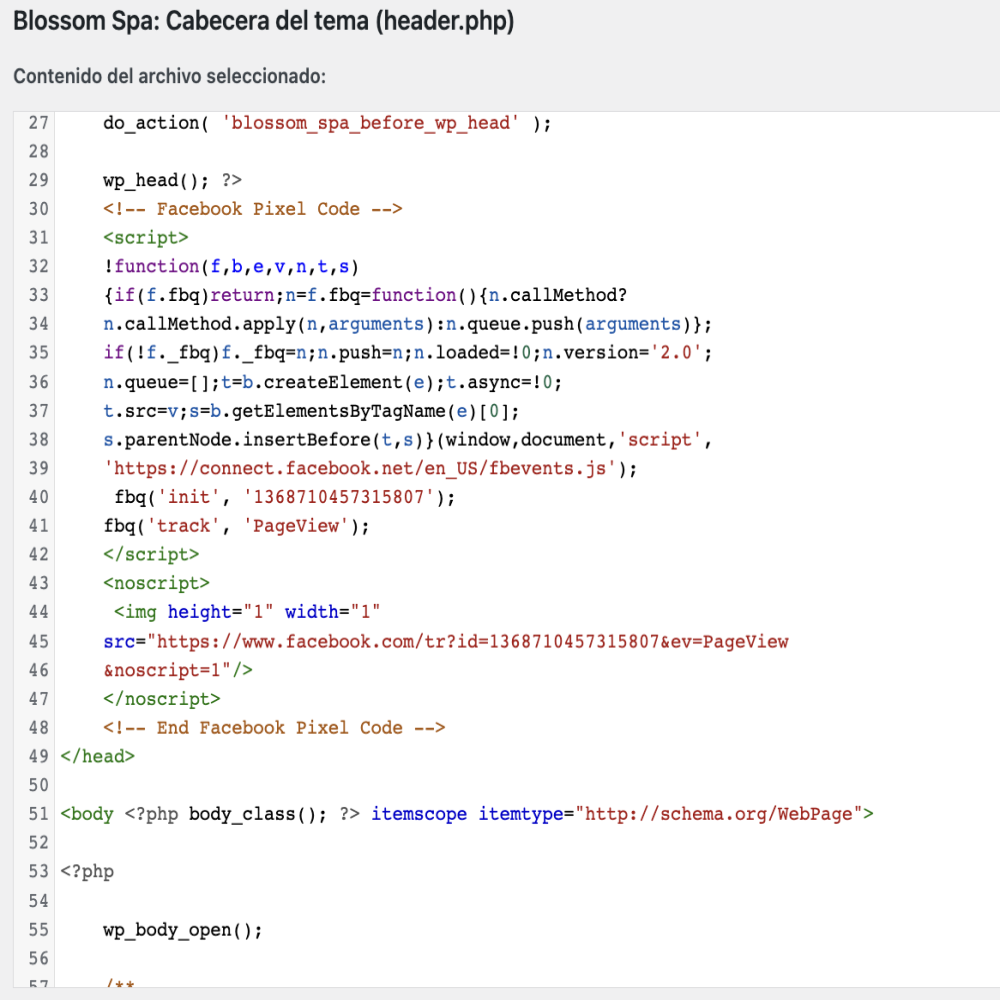 Blossom Spa: Cabecera del tema (header.php)
Contenido del archivo seleccionado:
27 do_action( 'blossom_spa_before_wp_head' );
28
29 wp_head(); ?>
30 <!-- Facebook Pixel Code -->
31 <script>
32 !function(f,b,e,v,n,t,s)
33 {if(f.fbq)return;n=f.fbq=function(){n.callMethod?
34 n.callMethod.apply(n,arguments):n.queue.push(arguments)};
35 if(!f._fbq)f._fbq=n;n.push=n;n.loaded=!0;n.version='2.0';
36 n.queue=[];t=b.createElement(e);t.async=!0;
37 t.src=v;s=b.getElementsByTagName(e)[0];
38 s.parentNode.insertBefore(t,s)}(window,document,'script',
39 'https://connect.facebook.net/en_US/fbevents.js');
40 fbq('init', '1368710457315807');
41 fbq('track', 'PageView');
42 </script>
43 <noscript>
44 <img height="1" width="1"
45 src="https://www.facebook.com/tr?id=1368710457315807&ev=PageView
46 &noscript=1"/>
47 </noscript>
48 <!-- End Facebook Pixel Code -->
49 </head>
50
51 <body <?php body_class(); ?> itemscope itemtype="http://schema.org/WebPage">
52
53 <?php
54
55 wp_body_open();
56
57 /**